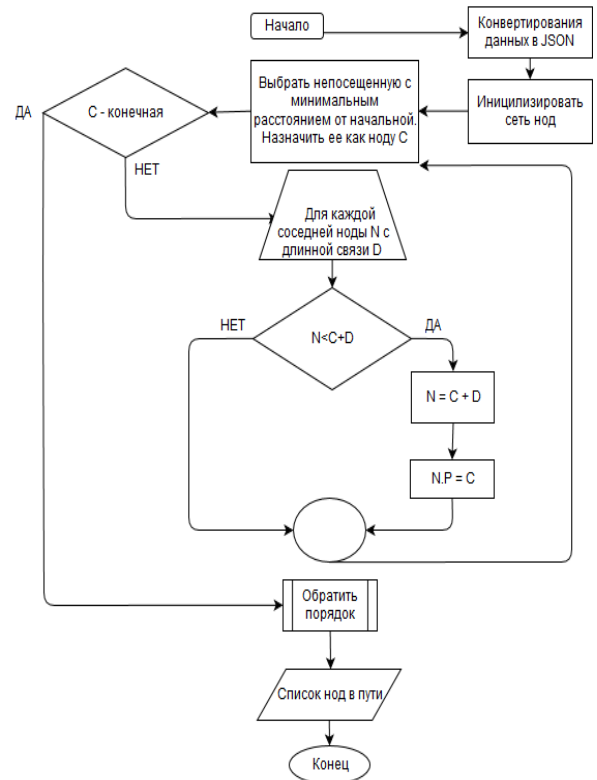 Начало
Конвертирования
данных в JSON
Иницилизировать
сеть нод
Выбрать непосещенную с
минимальным
расстоянием от начальной.
Назначить ее как ноду C
С - конечная
ДА
НЕТ
Для каждой
соседней ноды N с
длинной связи D
N<C+D
НЕТ
ДА
N = C + D
N.P = C
Обратить
порядок
Список нод в пути
Конец